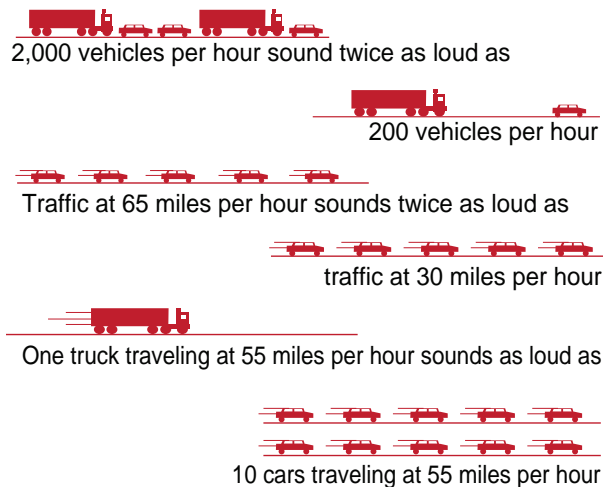 2,000 vehicles per hour sound twice as loud as
200 vehicles per hour
Traffic at 65 miles per hour sounds twice as loud as
traffic at 30 miles per hour
One truck traveling at 55 miles per hour sounds as loud as
10 cars traveling at 55 miles per hour